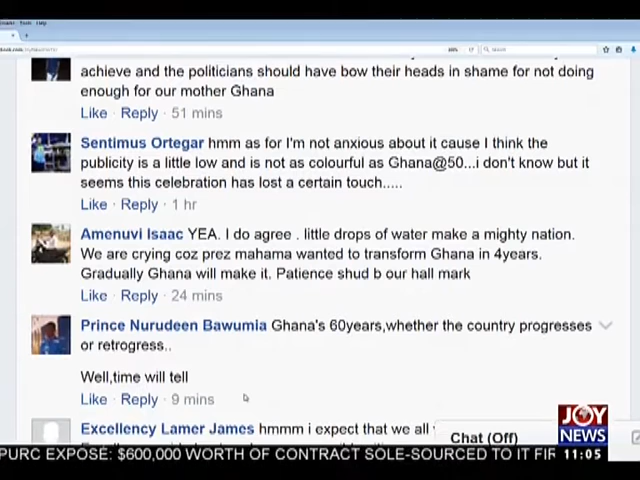 Tools Help
achieve and the politicians should have bow their heads in shame for not doing
enough for our mother Ghana
Like · Reply · 51 mins
Sentimus Ortegar hmm as for I'm not anxious about it cause I think the
publicity is a little low and is not as colourful as Ghana@50...i don't know but it
seems this celebration has lost a certain touch.....
Like · Reply · 1 hr
Amenuvi Isaac YEA. I do agree . little drops of water make a mighty nation.
We are crying coz prez mahama wanted to transform Ghana in 4years.
Gradually Ghana will make it. Patience shud b our hall mark
Like · Reply · 24 mins
Prince Nurudeen Bawumia Ghana's 60years,whether the country progresses
or retrogress..
Well,time will tell
Like · Reply · 9 mins
Excellency Lamer James hmmm i expect that we all
Chat (Off)
JOY
NEWS
PURC EXPOSÉ: $600,000 WORTH OF CONTRACT SOLE-SOURCED TO IT FIR
11:05